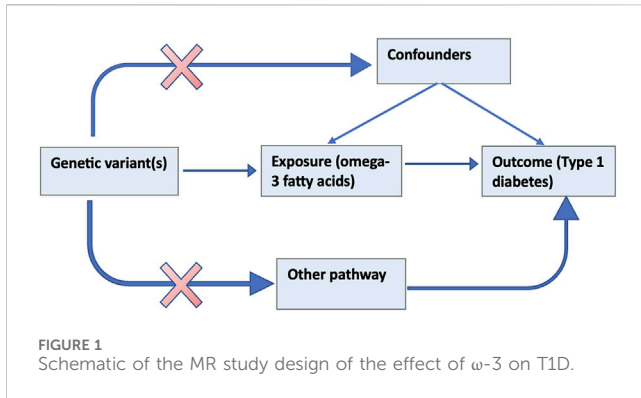 Confounders
Genetic variant(s)
Exposure (omega-
3 fatty acids)
Outcome (Type 1
diabetes)
Other pathway
FIGURE 1
Schematic of the MR study design of the effect of ω-3 on T1D.